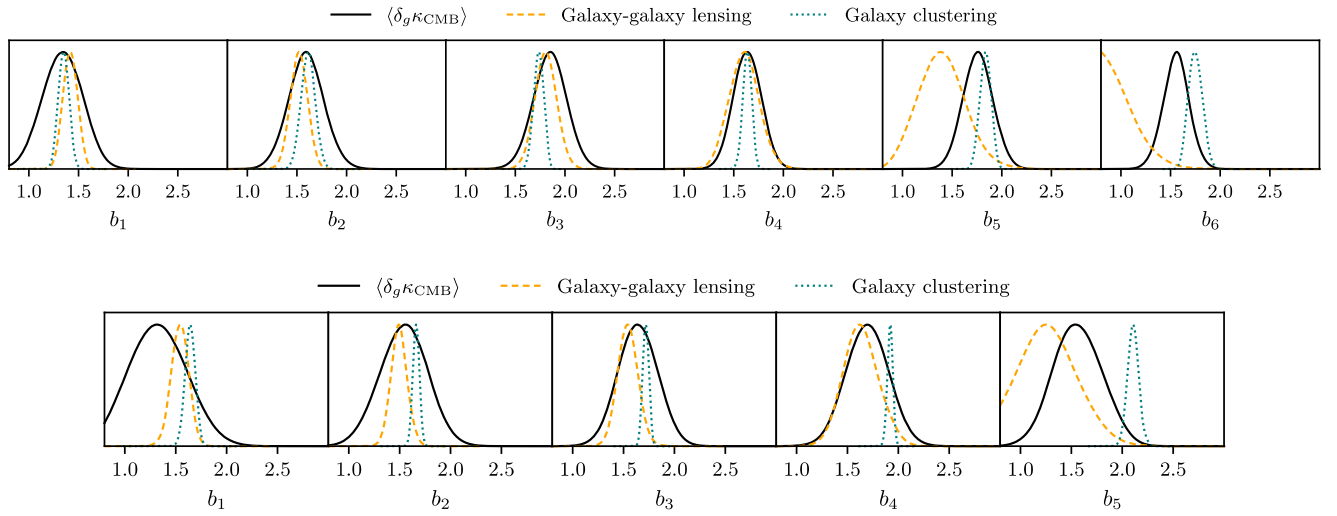 ⟨δgκCMB⟩ Galaxy-galaxy lensing Galaxy clustering
1.0 1.5 2.0 2.5 1.0 1.5 2.0 2.5 1.0 1.5 2.0 2.5 1.0 1.5 2.0 2.5 1.0 1.5 2.0 2.5 1.0 1.5 2.0 2.5
b1 b2 b3 b4 b5 b6
⟨δgκCMB⟩ Galaxy-galaxy lensing Galaxy clustering
1.0 1.5 2.0 2.5 1.0 1.5 2.0 2.5 1.0 1.5 2.0 2.5 1.0 1.5 2.0 2.5 1.0 1.5 2.0 2.5
b1 b2 b3 b4 b5